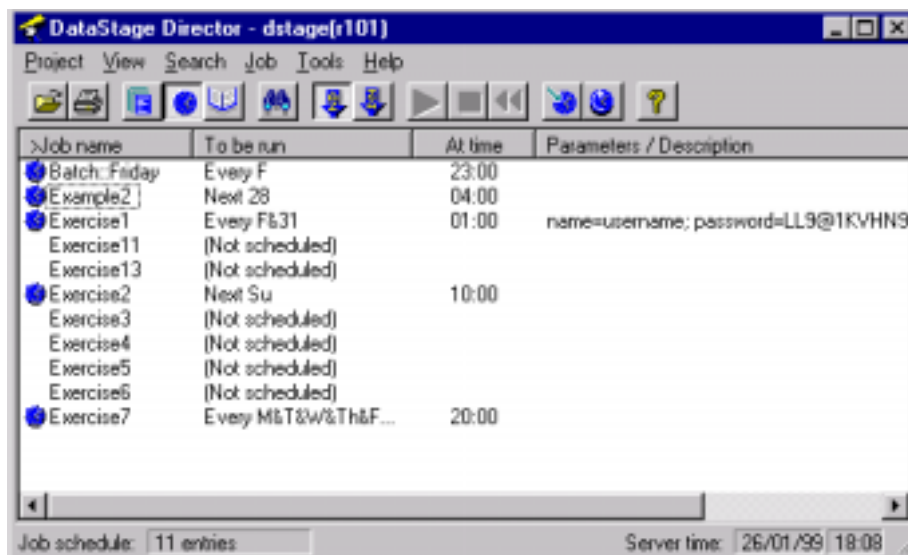 DataStage Director - dstage(r101)
Project View Search Job Tools Help
>Job name To be run At time Parameters / Description
Batch::Friday Every F 23:00
Example2 Next 28 04:00
Exercise1 Every F&31 01:00 name=username; password=LL9@1KVHN9
Exercise11 (Not scheduled)
Exercise13 (Not scheduled)
Exercise2 Next Su 10:00
Exercise3 (Not scheduled)
Exercise4 (Not scheduled)
Exercise5 (Not scheduled)
Exercise6 (Not scheduled)
Exercise7 Every M&T&W&Th&F... 20:00
Job schedule: 11 entries Server time: 26/01/99 18:08